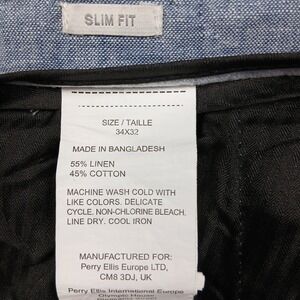 SLIM FIT
SIZE / TAILLE
34X32
MADE IN BANGLADESH
55% LINEN
45% COTTON
MACHINE WASH COLD WITH
LIKE COLORS. DELICATE
CYCLE. NON-CHLORINE BLEACH.
LINE DRY. COOL IRON
MANUFACTURED FOR:
Perry Ellis Europe LTD,
CM8 3DJ, UK
Perry Ellis International Europe
Olympic House